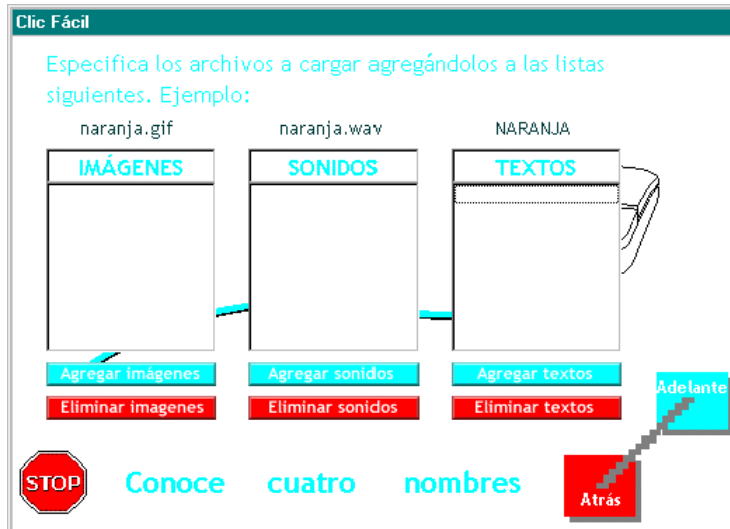 Clic Fácil
Especifica los archivos a cargar agregándolos a las listas
siguientes. Ejemplo:
naranja.gif naranja.wav NARANJA
IMÁGENES SONIDOS TEXTOS
Agregar imágenes Agregar sonidos Agregar textos
Eliminar imagenes Eliminar sonidos Eliminar textos
Adelante
STOP Conoce cuatro nombres
Atrás